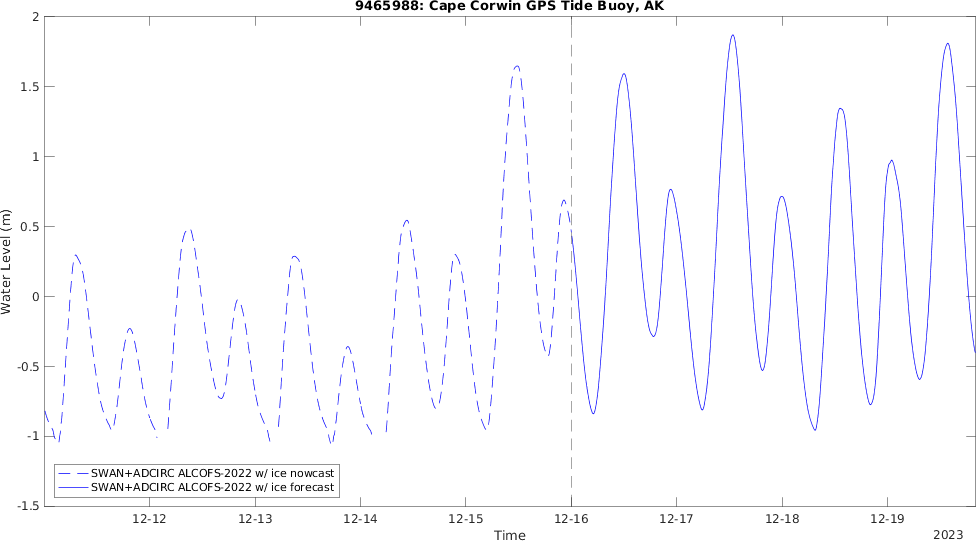 9465988: Cape Corwin GPS Tide Buoy, AK
Water Level (m)
2
1.5
1
0.5
0
-0.5
-1
-1.5
SWAN+ADCIRC ALCOFS-2022 w/ ice nowcast
SWAN+ADCIRC ALCOFS-2022 w/ ice forecast
12-12 12-13 12-14 12-15 12-16 12-17 12-18 12-19
Time
2023